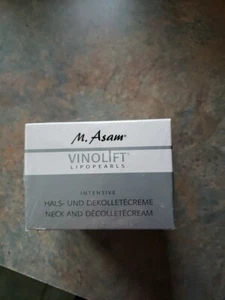 M. Asam®
VINOLIFT®
LIPOPEARLS
INTENSIVE
HALS- UND DEKOLLETÉCREME
NECK AND DÉCOLLETÉCREAM